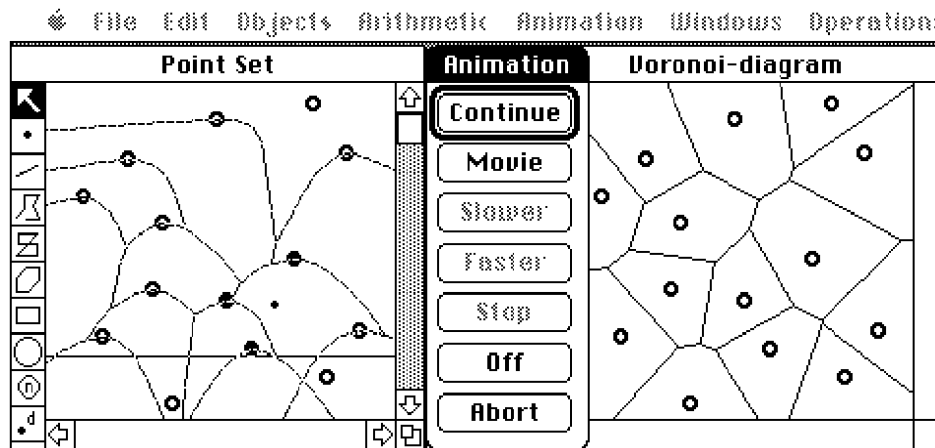 File Edit Objects Arithmetic Animation Windows Operations
Point Set
Animation
Voronoi-diagram
Continue
Movie
Slower
Faster
Stop
Off
Abort
n
d